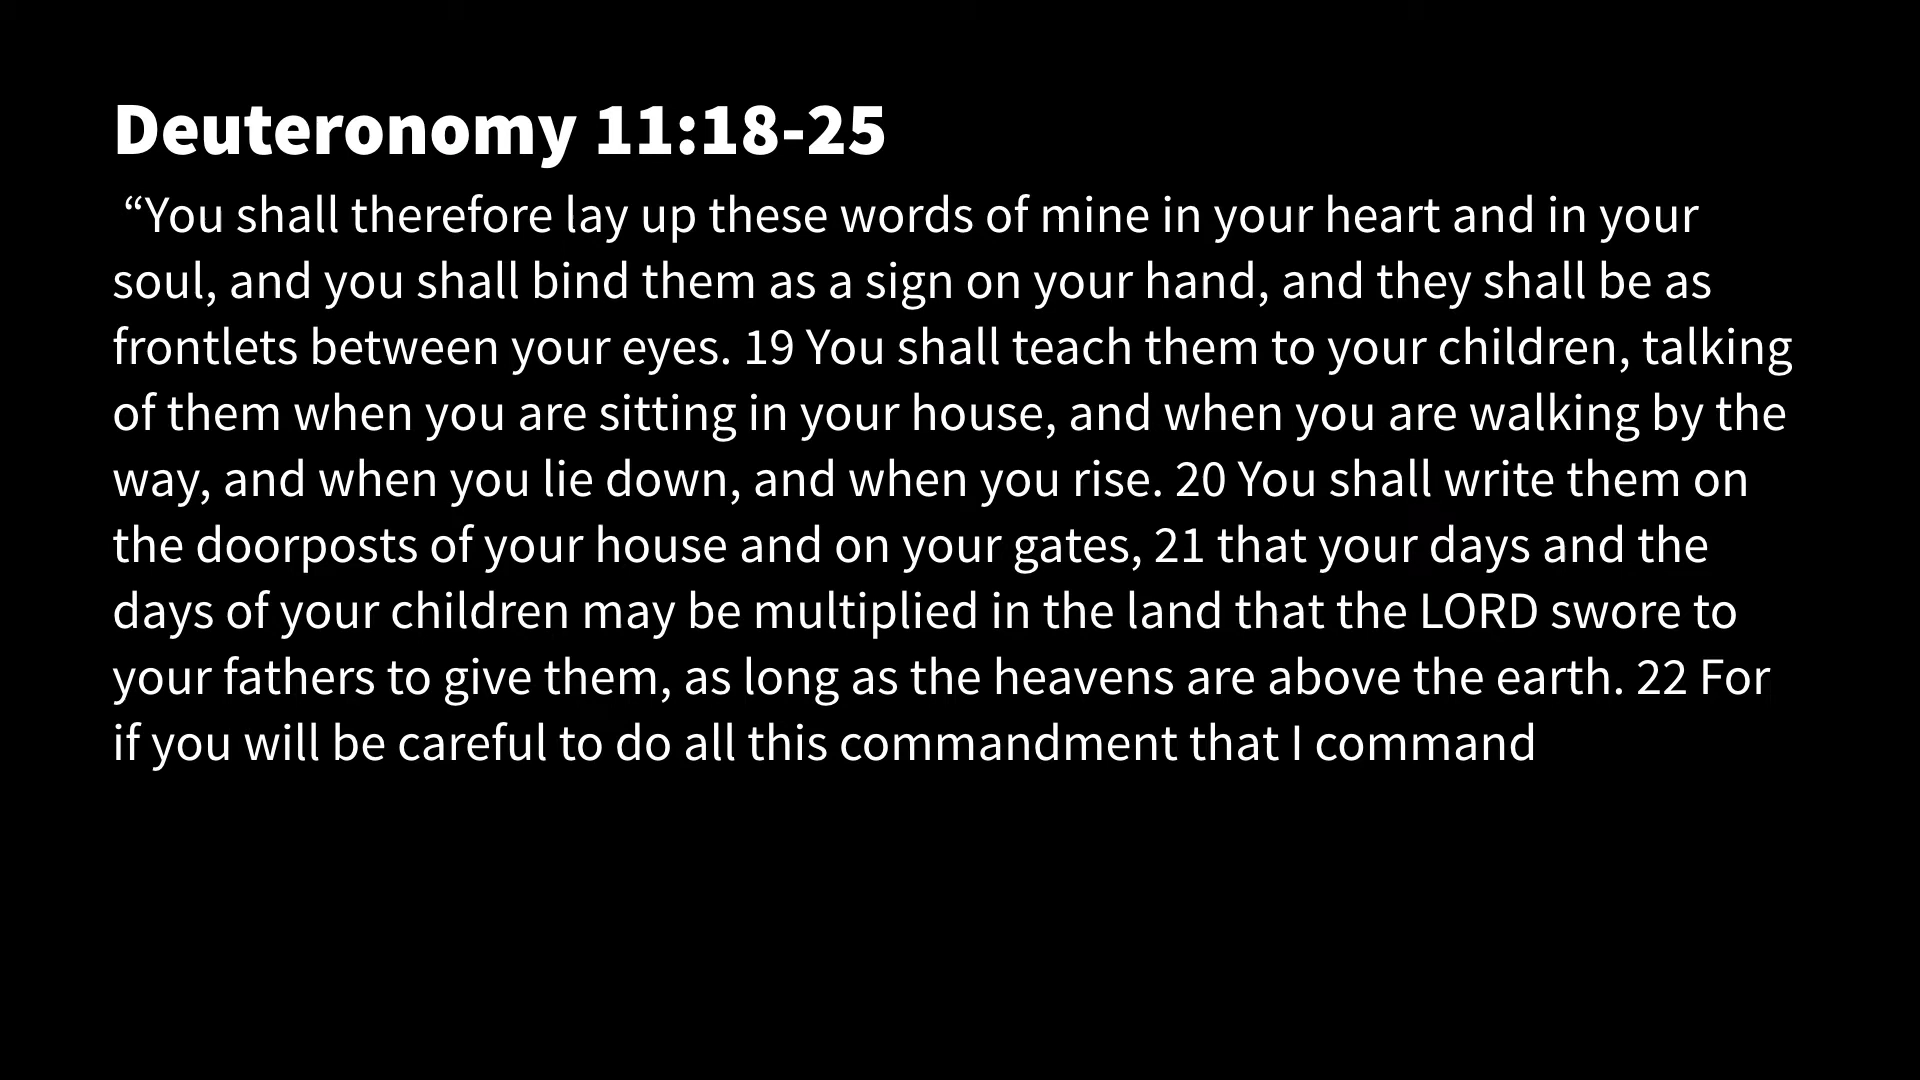 Deuteronomy 11:18-25
“You shall therefore lay up these words of mine in your heart and in your
soul, and you shall bind them as a sign on your hand, and they shall be as
frontlets between your eyes. 19 You shall teach them to your children, talking
of them when you are sitting in your house, and when you are walking by the
way, and when you lie down, and when you rise. 20 You shall write them on
the doorposts of your house and on your gates, 21 that your days and the
days of your children may be multiplied in the land that the LORD swore to
your fathers to give them, as long as the heavens are above the earth. 22 For
if you will be careful to do all this commandment that I command